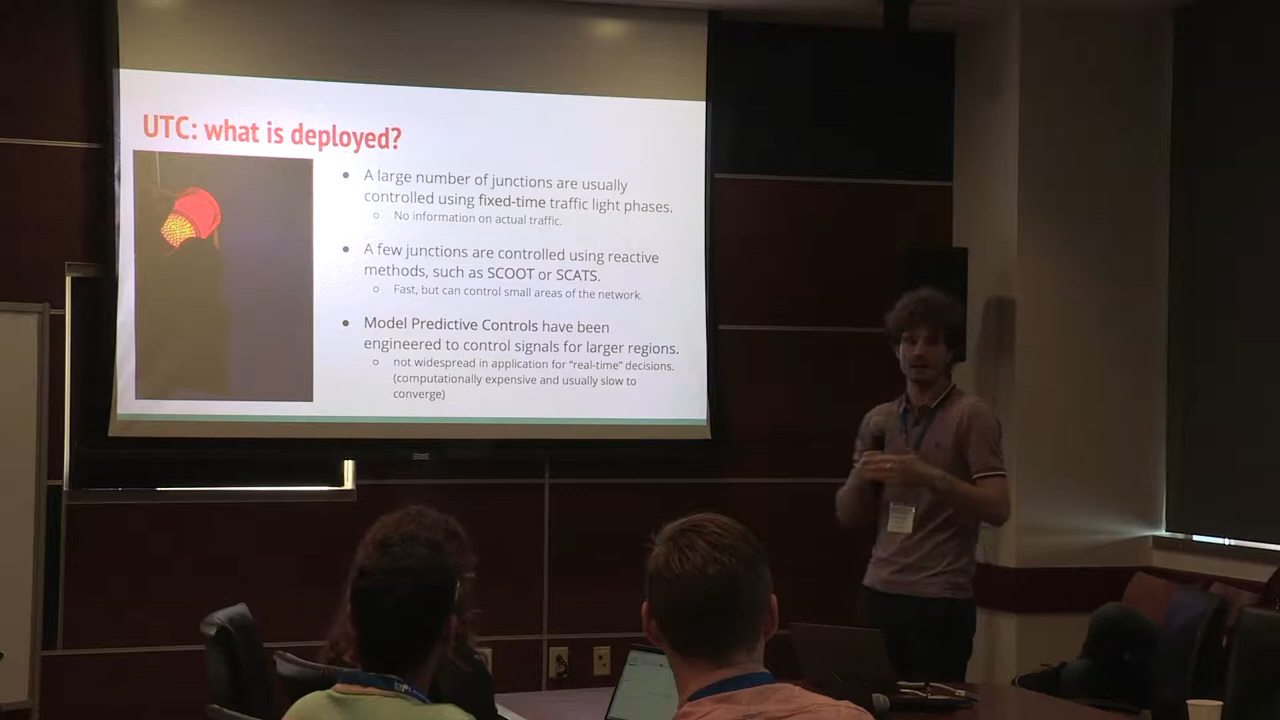 UTC: what is deployed?
A large number of junctions are usually
controlled using fixed-time traffic light phases.
No information on actual traffic.
A few junctions are controlled using reactive
methods, such as SCOOT or SCATS.
Fast, but can control small areas of the network.
Model Predictive Controls have been
engineered to control signals for larger regions.
not widespread in application for "real-time" decisions.
(computationally expensive and usually slow to
converge)